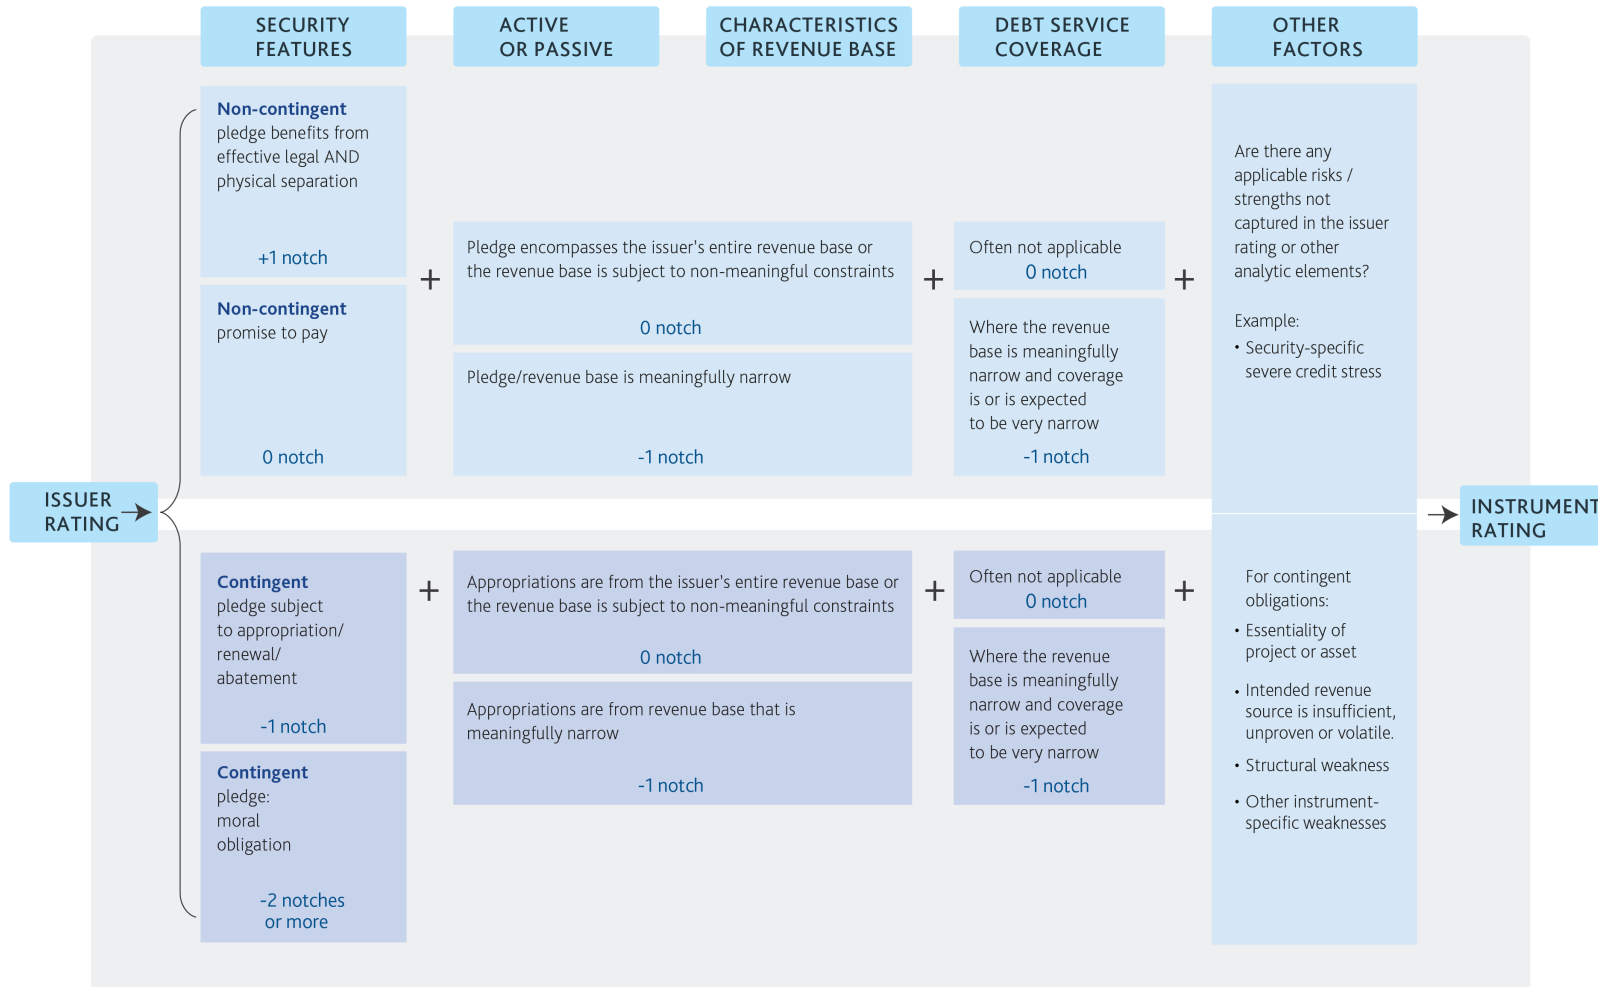 SECURITY
FEATURES
ACTIVE
OR PASSIVE
CHARACTERISTICS
OF REVENUE BASE
DEBT SERVICE
COVERAGE
OTHER
FACTORS
ISSUER
RATING
Non-contingent
pledge benefits from
effective legal AND
physical separation
+1 notch
Non-contingent
promise to pay
0 notch
+
Pledge encompasses the issuer's entire revenue base or
the revenue base is subject to non-meaningful constraints
0 notch
Pledge/revenue base is meaningfully narrow
-1 notch
+
Often not applicable
0 notch
Where the revenue
base is meaningfully
narrow and coverage
is or is expected
to be very narrow
-1 notch
+
Are there any
applicable risks /
strengths not
captured in the issuer
rating or other
analytic elements?
Example:
• Security-specific
severe credit stress
Contingent
pledge subject
to appropriation/
renewal/
abatement
-1 notch
Contingent
pledge:
moral
obligation
-2 notches
or more
+
Appropriations are from the issuer's entire revenue base or
the revenue base is subject to non-meaningful constraints
0 notch
Appropriations are from revenue base that is
meaningfully narrow
-1 notch
+
Often not applicable
0 notch
Where the revenue
base is meaningfully
narrow and coverage
is or is expected
to be very narrow
-1 notch
+
For contingent
obligations:
• Essentiality of
project or asset
• Intended revenue
source is insufficient,
unproven or volatile.
• Structural weakness
• Other instrument-
specific weaknesses
INSTRUMENT
RATING